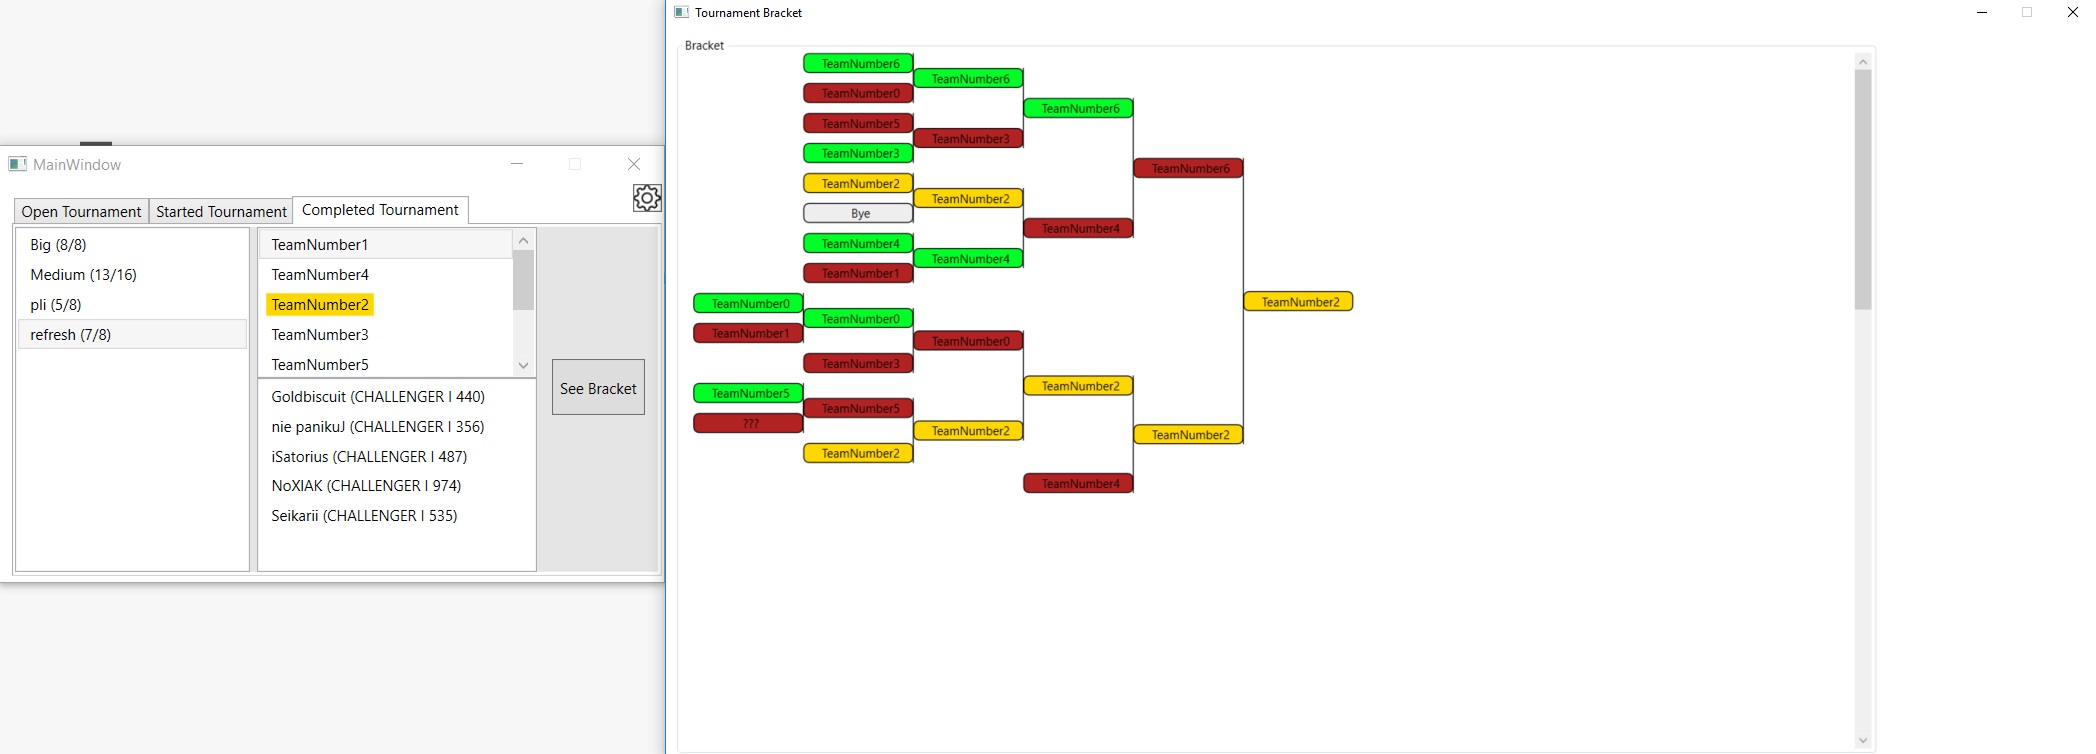 MainWindow
Open Tournament
Started Tournament
Completed Tournament
Big (8/8)
Medium (13/16)
pli (5/8)
refresh (7/8)
TeamNumber1
TeamNumber4
TeamNumber2
TeamNumber3
TeamNumber5
Goldbiscuit (CHALLENGER I 440)
nie panikuJ (CHALLENGER I 356)
iSatorius (CHALLENGER I 487)
NoXIAK (CHALLENGER I 974)
Seikarii (CHALLENGER I 535)
See Bracket
Tournament Bracket
Bracket
TeamNumber6
TeamNumber0
TeamNumber5
TeamNumber3
TeamNumber2
Bye
TeamNumber4
TeamNumber1
TeamNumber0
TeamNumber1
TeamNumber5
???
TeamNumber0
TeamNumber3
TeamNumber5
TeamNumber2
TeamNumber6
TeamNumber3
TeamNumber2
TeamNumber4
TeamNumber0
TeamNumber2
TeamNumber6
TeamNumber4
TeamNumber2
TeamNumber4
TeamNumber6
TeamNumber2
TeamNumber2